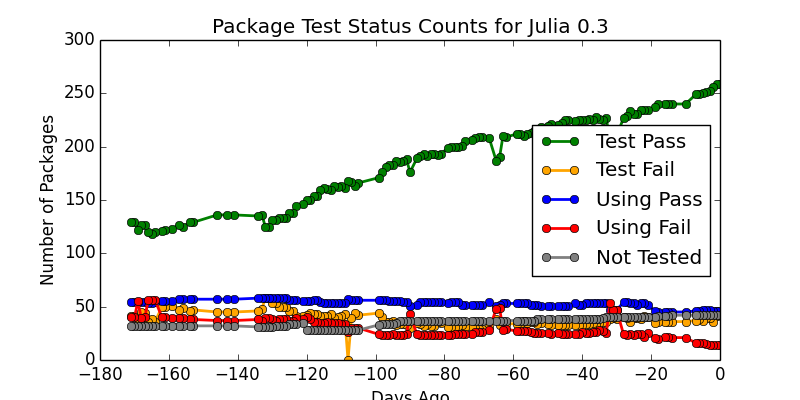 Package Test Status Counts for Julia 0.3
300
250
200
150
100
50
0
Number of Packages
Test Pass
Test Fail
Using Pass
Using Fail
Not Tested
−180 −160 −140 −120 −100 −80 −60 −40 −20 0
Days Ago